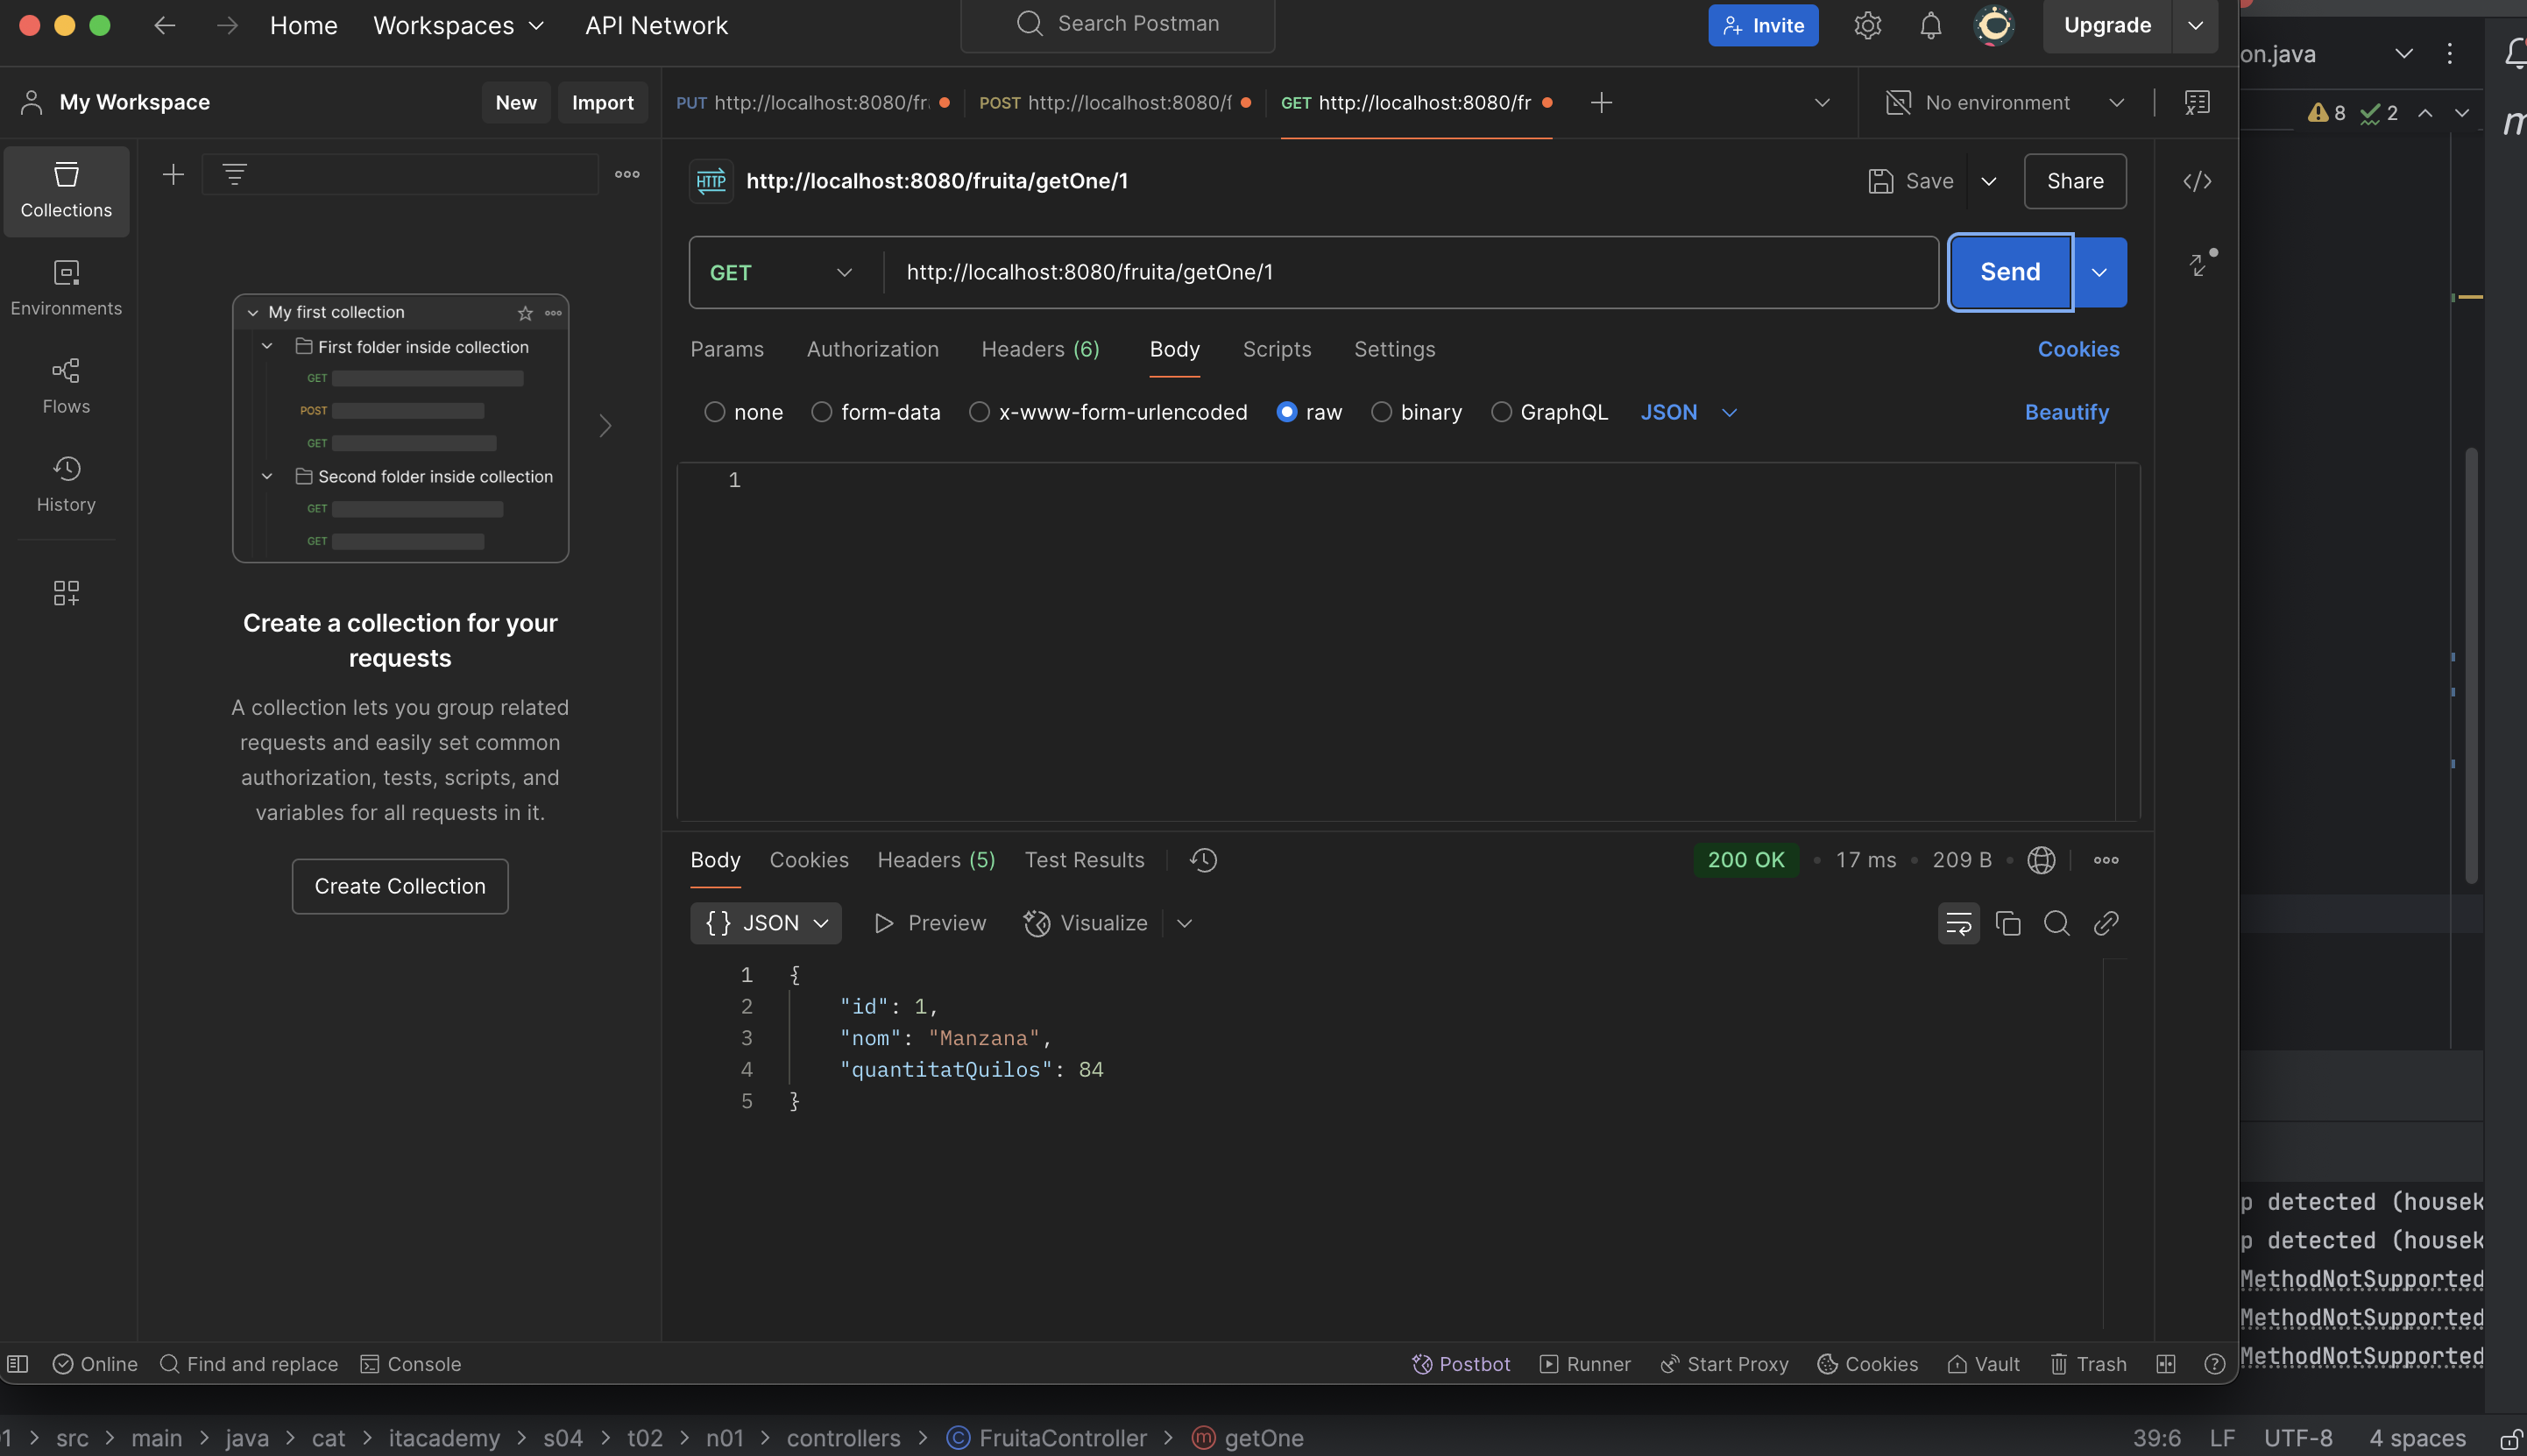 Home Workspaces API Network Search Postman Invite Upgrade
My Workspace New Import PUT http://localhost:8080/fr POST http://localhost:8080/f GET http://localhost:8080/fr No environment
on.java
8 2
Collections
Environments
Flows
History
My first collection
First folder inside collection
GET
POST
GET
Second folder inside collection
GET
GET
Create a collection for your
requests
A collection lets you group related
requests and easily set common
authorization, tests, scripts, and
variables for all requests in it.
Create Collection
HTTP http://localhost:8080/fruita/getOne/1 Save Share
GET http://localhost:8080/fruita/getOne/1 Send
Params Authorization Headers (6) Body Scripts Settings Cookies
none form-data x-www-form-urlencoded raw binary GraphQL JSON Beautify
1
Body Cookies Headers (5) Test Results 200 OK • 17 ms • 209 B
{} JSON Preview Visualize
1 {
2 "id": 1,
3 "nom": "Manzana",
4 "quantitatQuilos": 84
5 }
p detected (housek
p detected (housek
MethodNotSupported
MethodNotSupported
MethodNotSupported
Online Find and replace Console Postbot Runner Start Proxy Cookies Vault Trash
1 > src > main > java > cat > itacademy > s04 > t02 > n01 > controllers > FruitaController > getOne 39:6 LF UTF-8 4 spaces